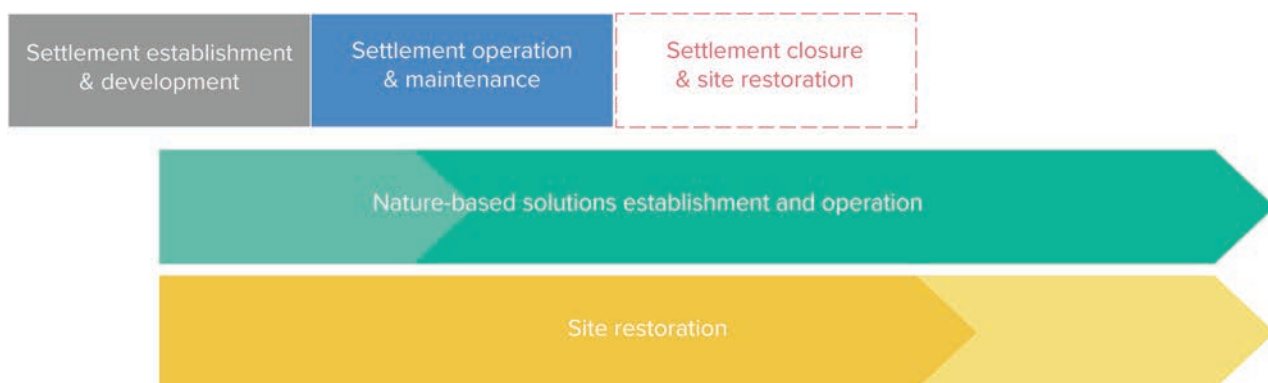 Settlement establishment
& development
Settlement operation
& maintenance
Settlement closure
& site restoration
Nature-based solutions establishment and operation
Site restoration